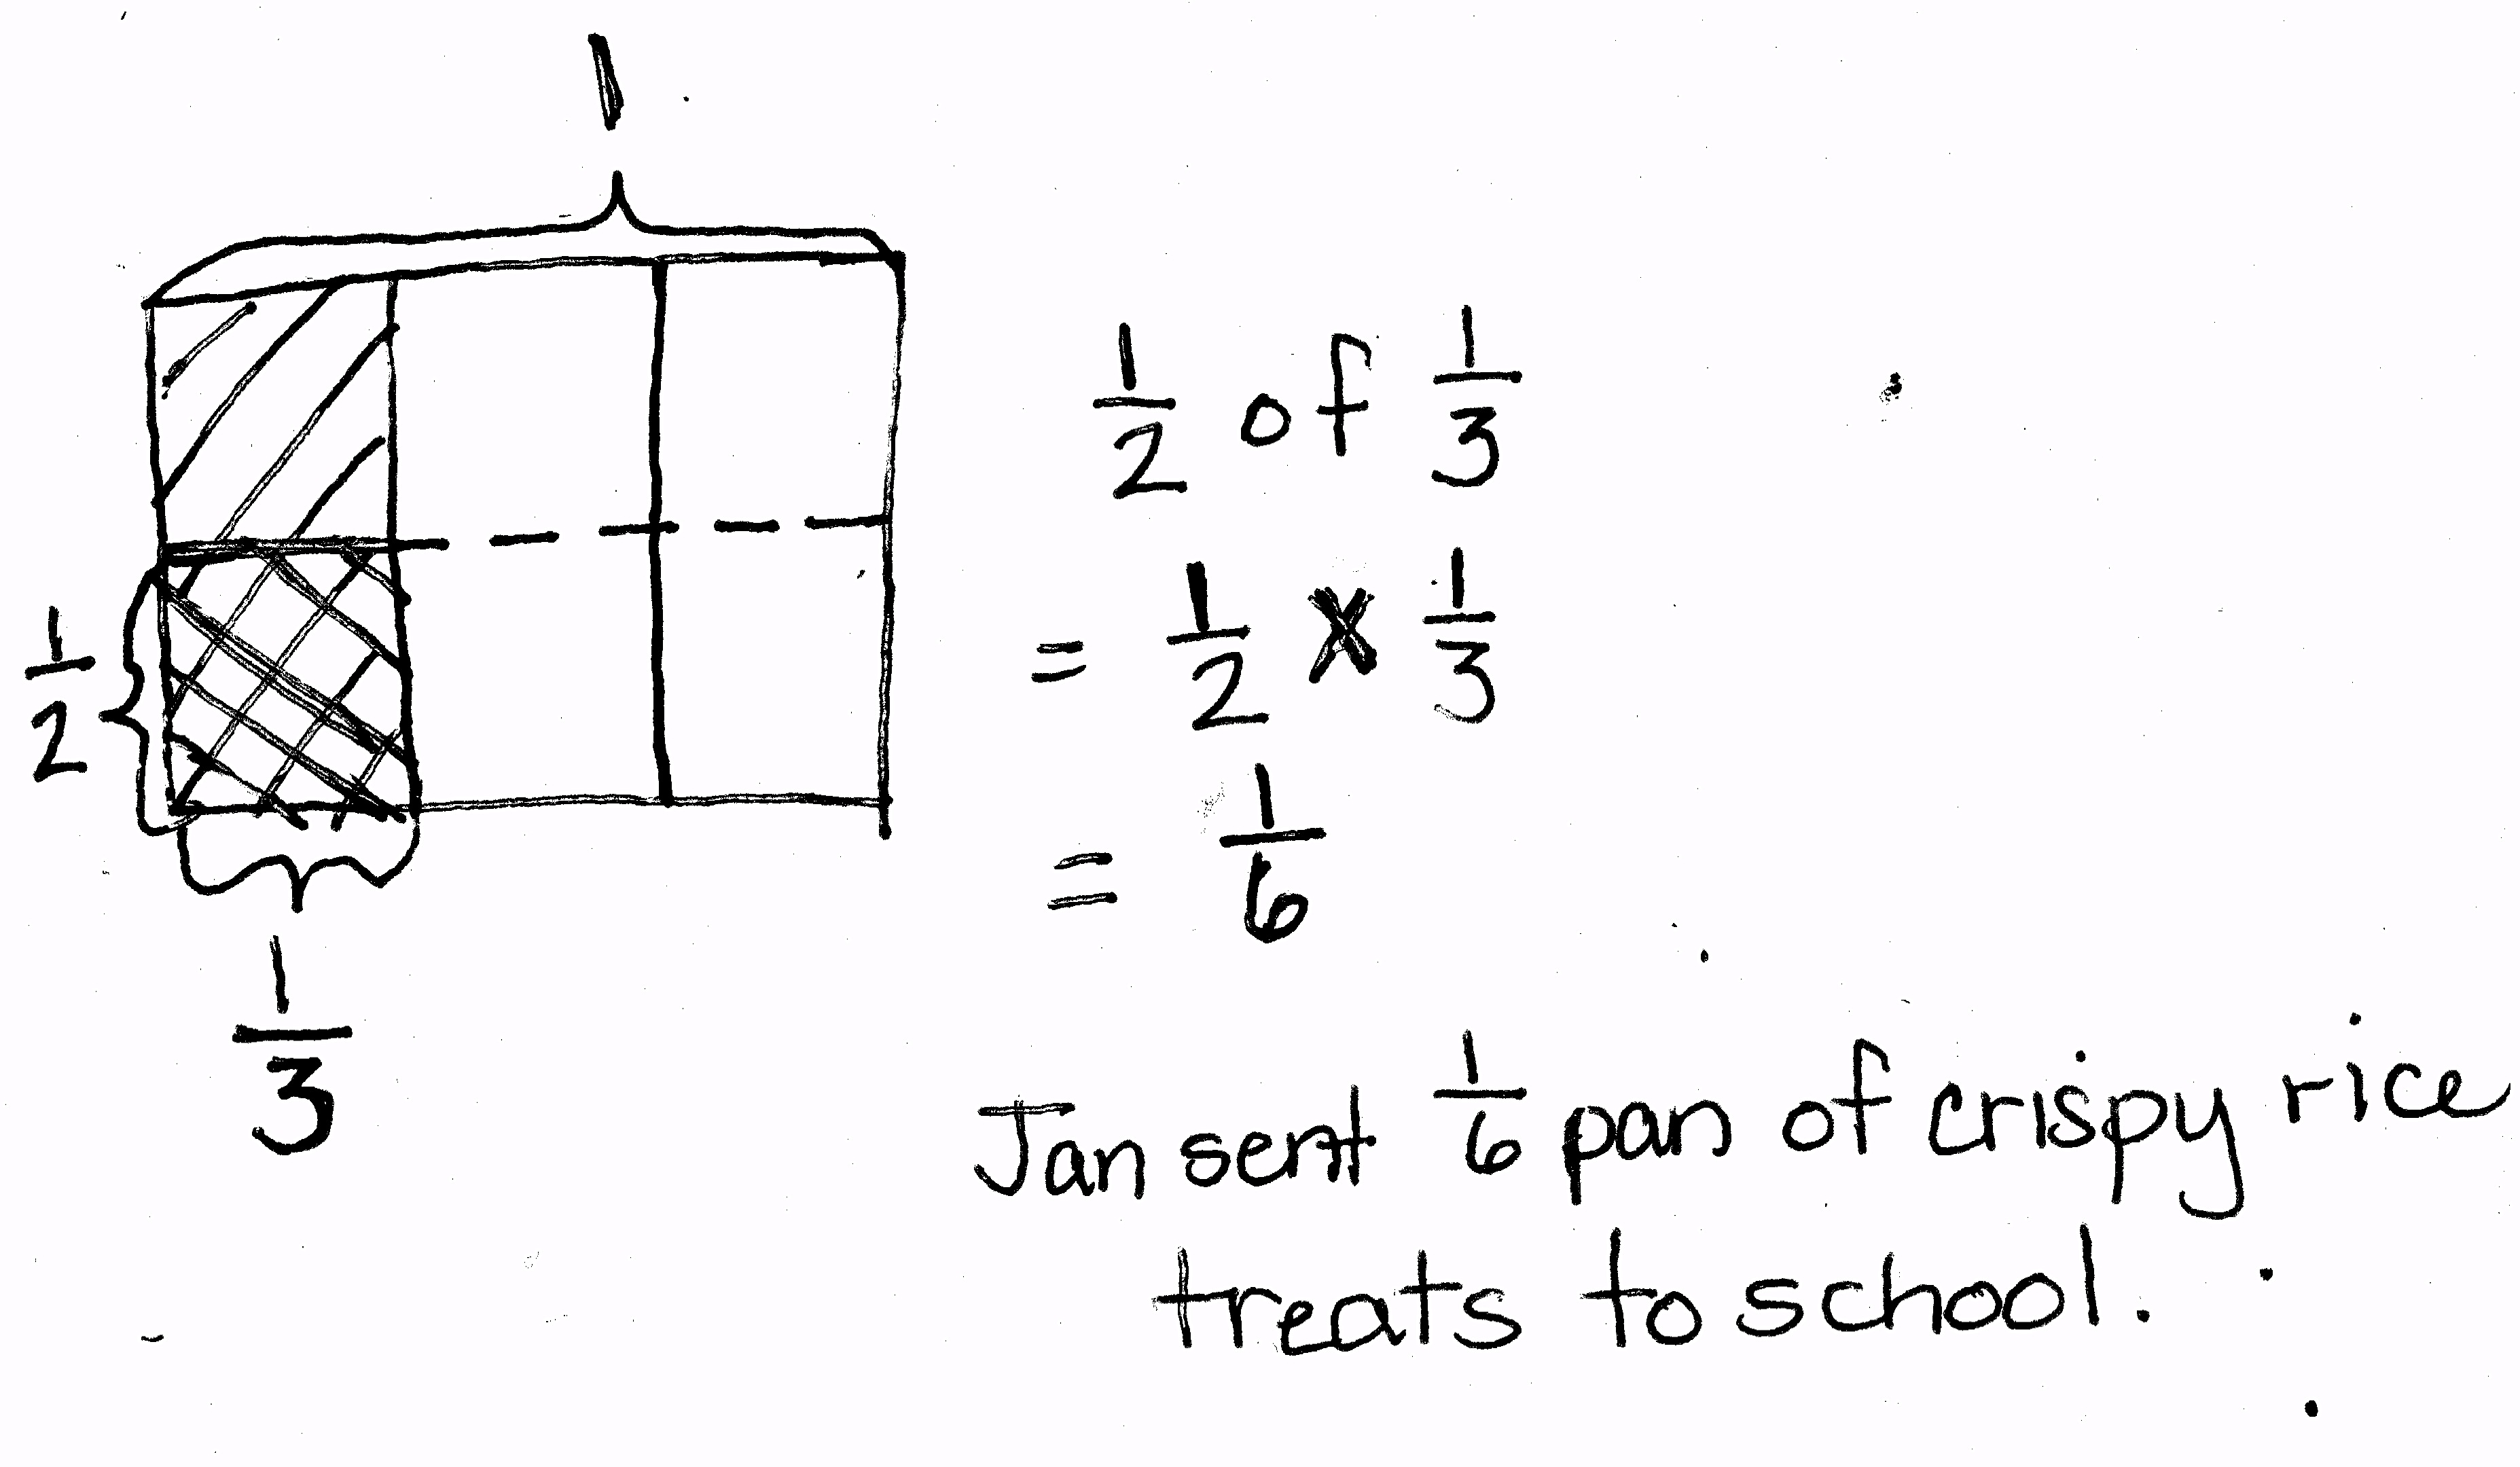 1
1/2
1/3
1/2 of 1/3
= 1/2 × 1/3
= 1/6
Jan sent 1/6 pan of crispy rice
treats to school.